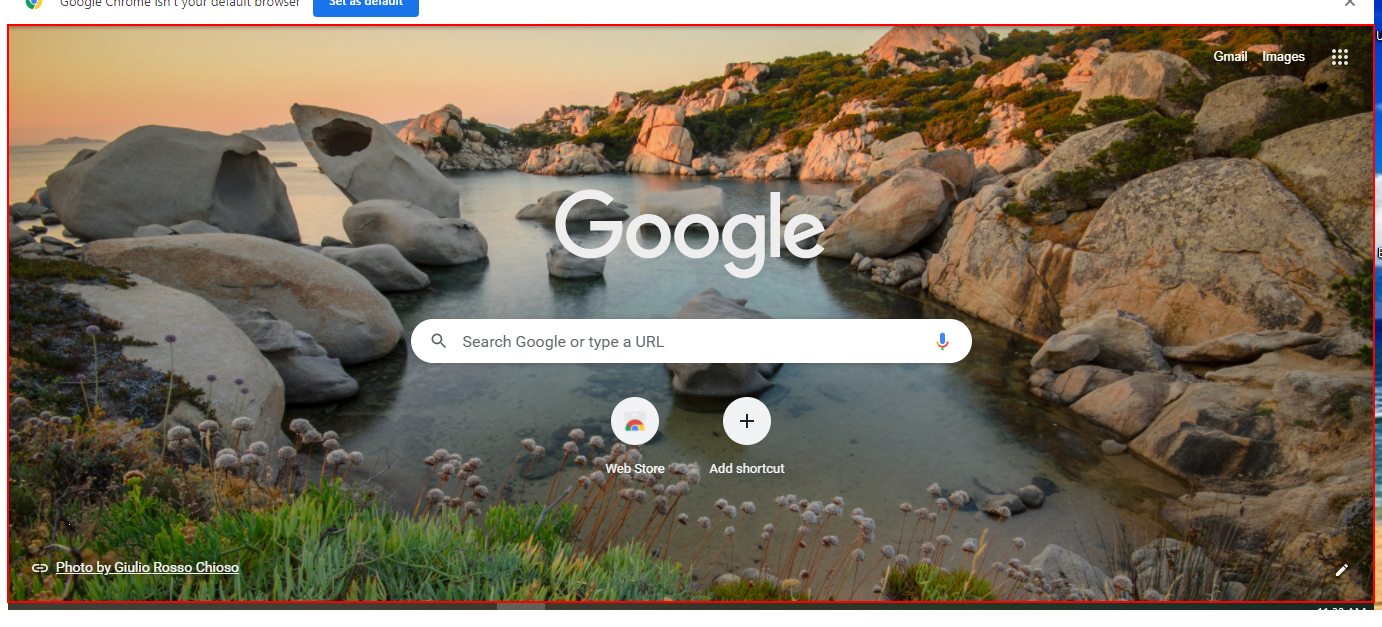 Google Chrome isn't your default browser Set as default
Gmail Images
Google
Search Google or type a URL
Web Store Add shortcut
Photo by Giulio Rosso Chioso